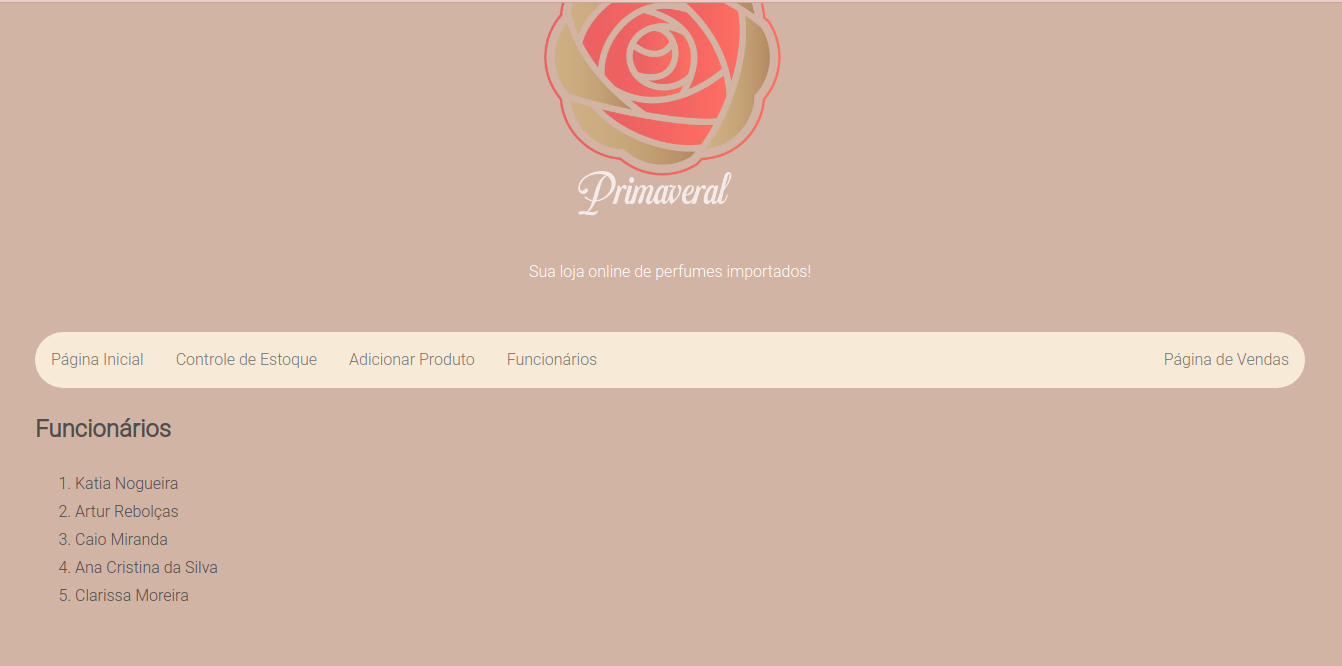 Primaveral
Sua loja online de perfumes importados!
Página Inicial Controle de Estoque Adicionar Produto Funcionários Página de Vendas
Funcionários
1. Katia Nogueira
2. Artur Rebolças
3. Caio Miranda
4. Ana Cristina da Silva
5. Clarissa Moreira